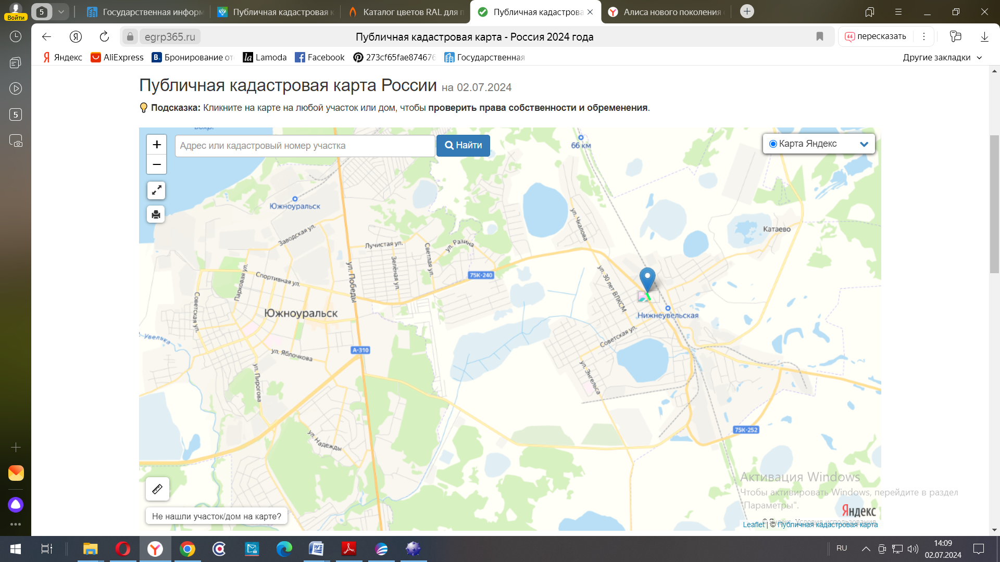 Войти
5
Государственная информ
Публичная кадастровая к
Каталог цветов RAL для п
Публичная кадастрова
Алиса нового поколения
egrp365.ru
Публичная кадастровая карта - Россия 2024 года
пересказать
Яндекс
AliExpress
Бронирование от
Lamoda
Facebook
273cf65fae874676
Государственная
Другие закладки
5
Публичная кадастровая карта России на 02.07.2024
Подсказка: Кликните на карте на любой участок или дом, чтобы проверить права собственности и обременения.
+
−
Адрес или кадастровый номер участка
Найти
Карта Яндекс
66 км
Южноуральск
Заводская ул.
ул. Чкалова
Катаево
Лучистая ул.
ул. Разина
Светлая ул.
Зелёная ул.
ул. Победы
Парковая ул.
Спортивная ул.
75К-240
ул. 30 лет ВЛКСМ
Советская ул.
Южноуральск
Нижнеувельская
Увелька
Советская ул.
А-310
ул. Яблочкова
ул. Пирогова
ул. Энгельса
75К-252
ул. Надежды
Активация Windows
Чтобы активировать Windows, перейдите в раздел
"Параметры".
Яндекс
© Яндекс Условия использования
Leaflet | © Публичная кадастровая карта
Не нашли участок/дом на карте?
RU
14:09
02.07.2024